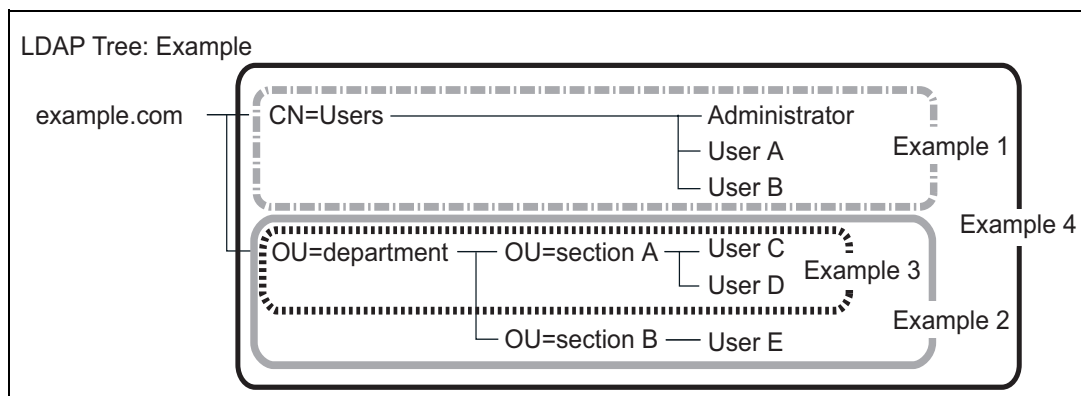 LDAP Tree: Example
example.com
CN=Users
Administrator
User A
Example 1
User B
Example 4
OU=department
OU=section A
User C
Example 3
User D
Example 2
OU=section B
User E